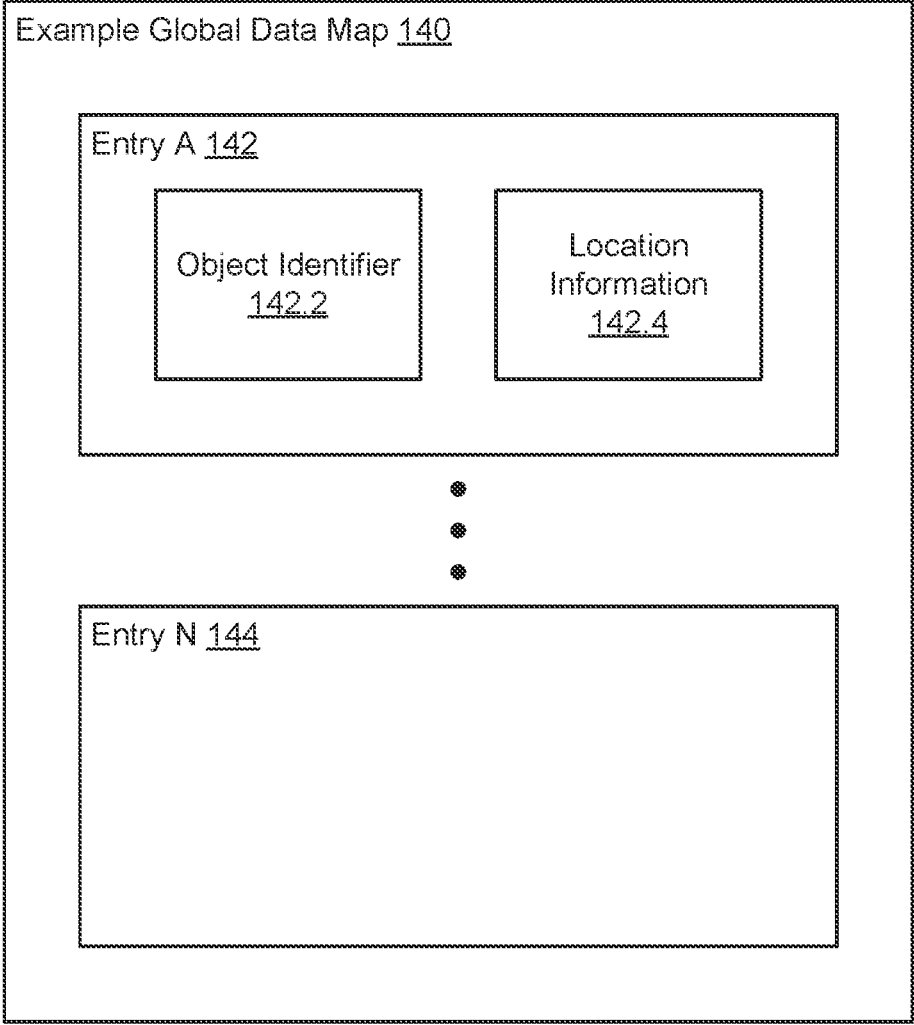 Example Global Data Map 140
Entry A 142
Object Identifier
142.2
Location
Information
142.4
Entry N 144